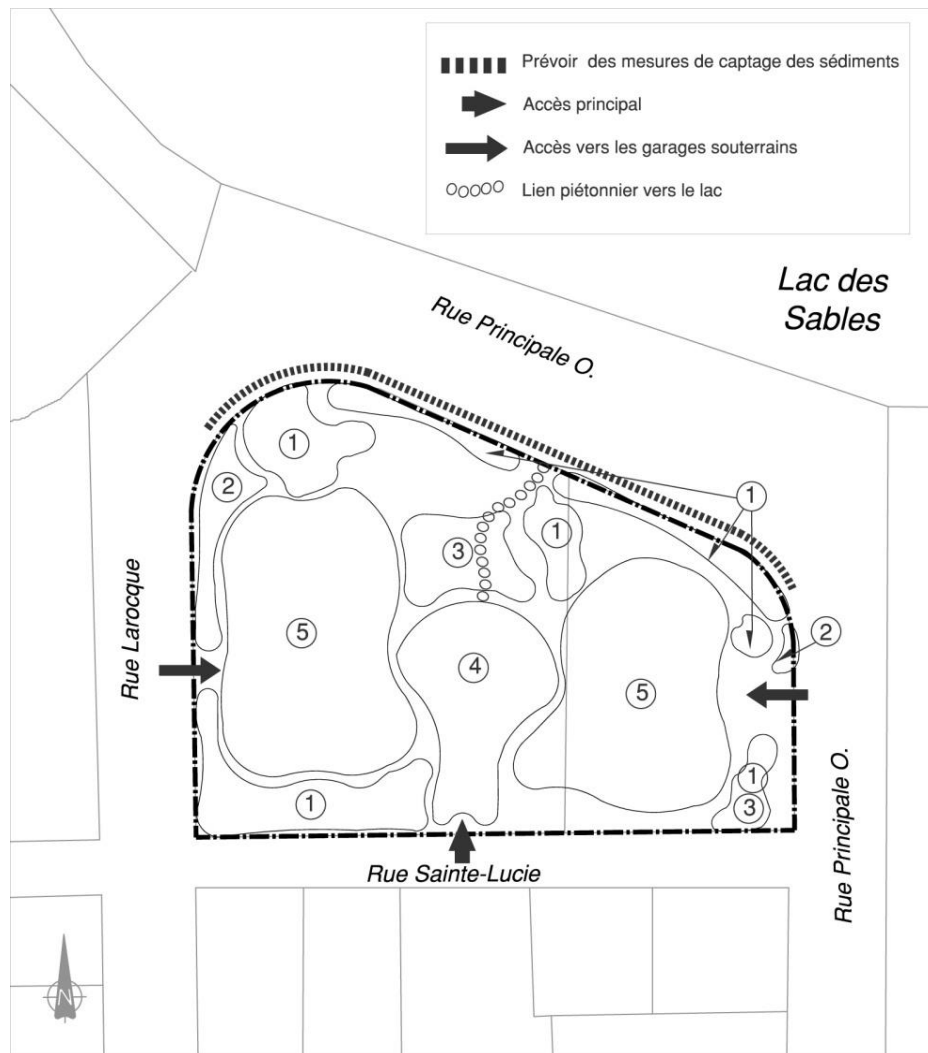 Prévoir des mesures de captage des sédiments
Accès principal
Accès vers les garages souterrains
Lien piétonnier vers le lac
Lac des
Sables
Rue Principale O.
1
2
1
3
1
2
5
4
5
Rue Larocque
1
1
3
Rue Sainte-Lucie
Rue Principale O.
N